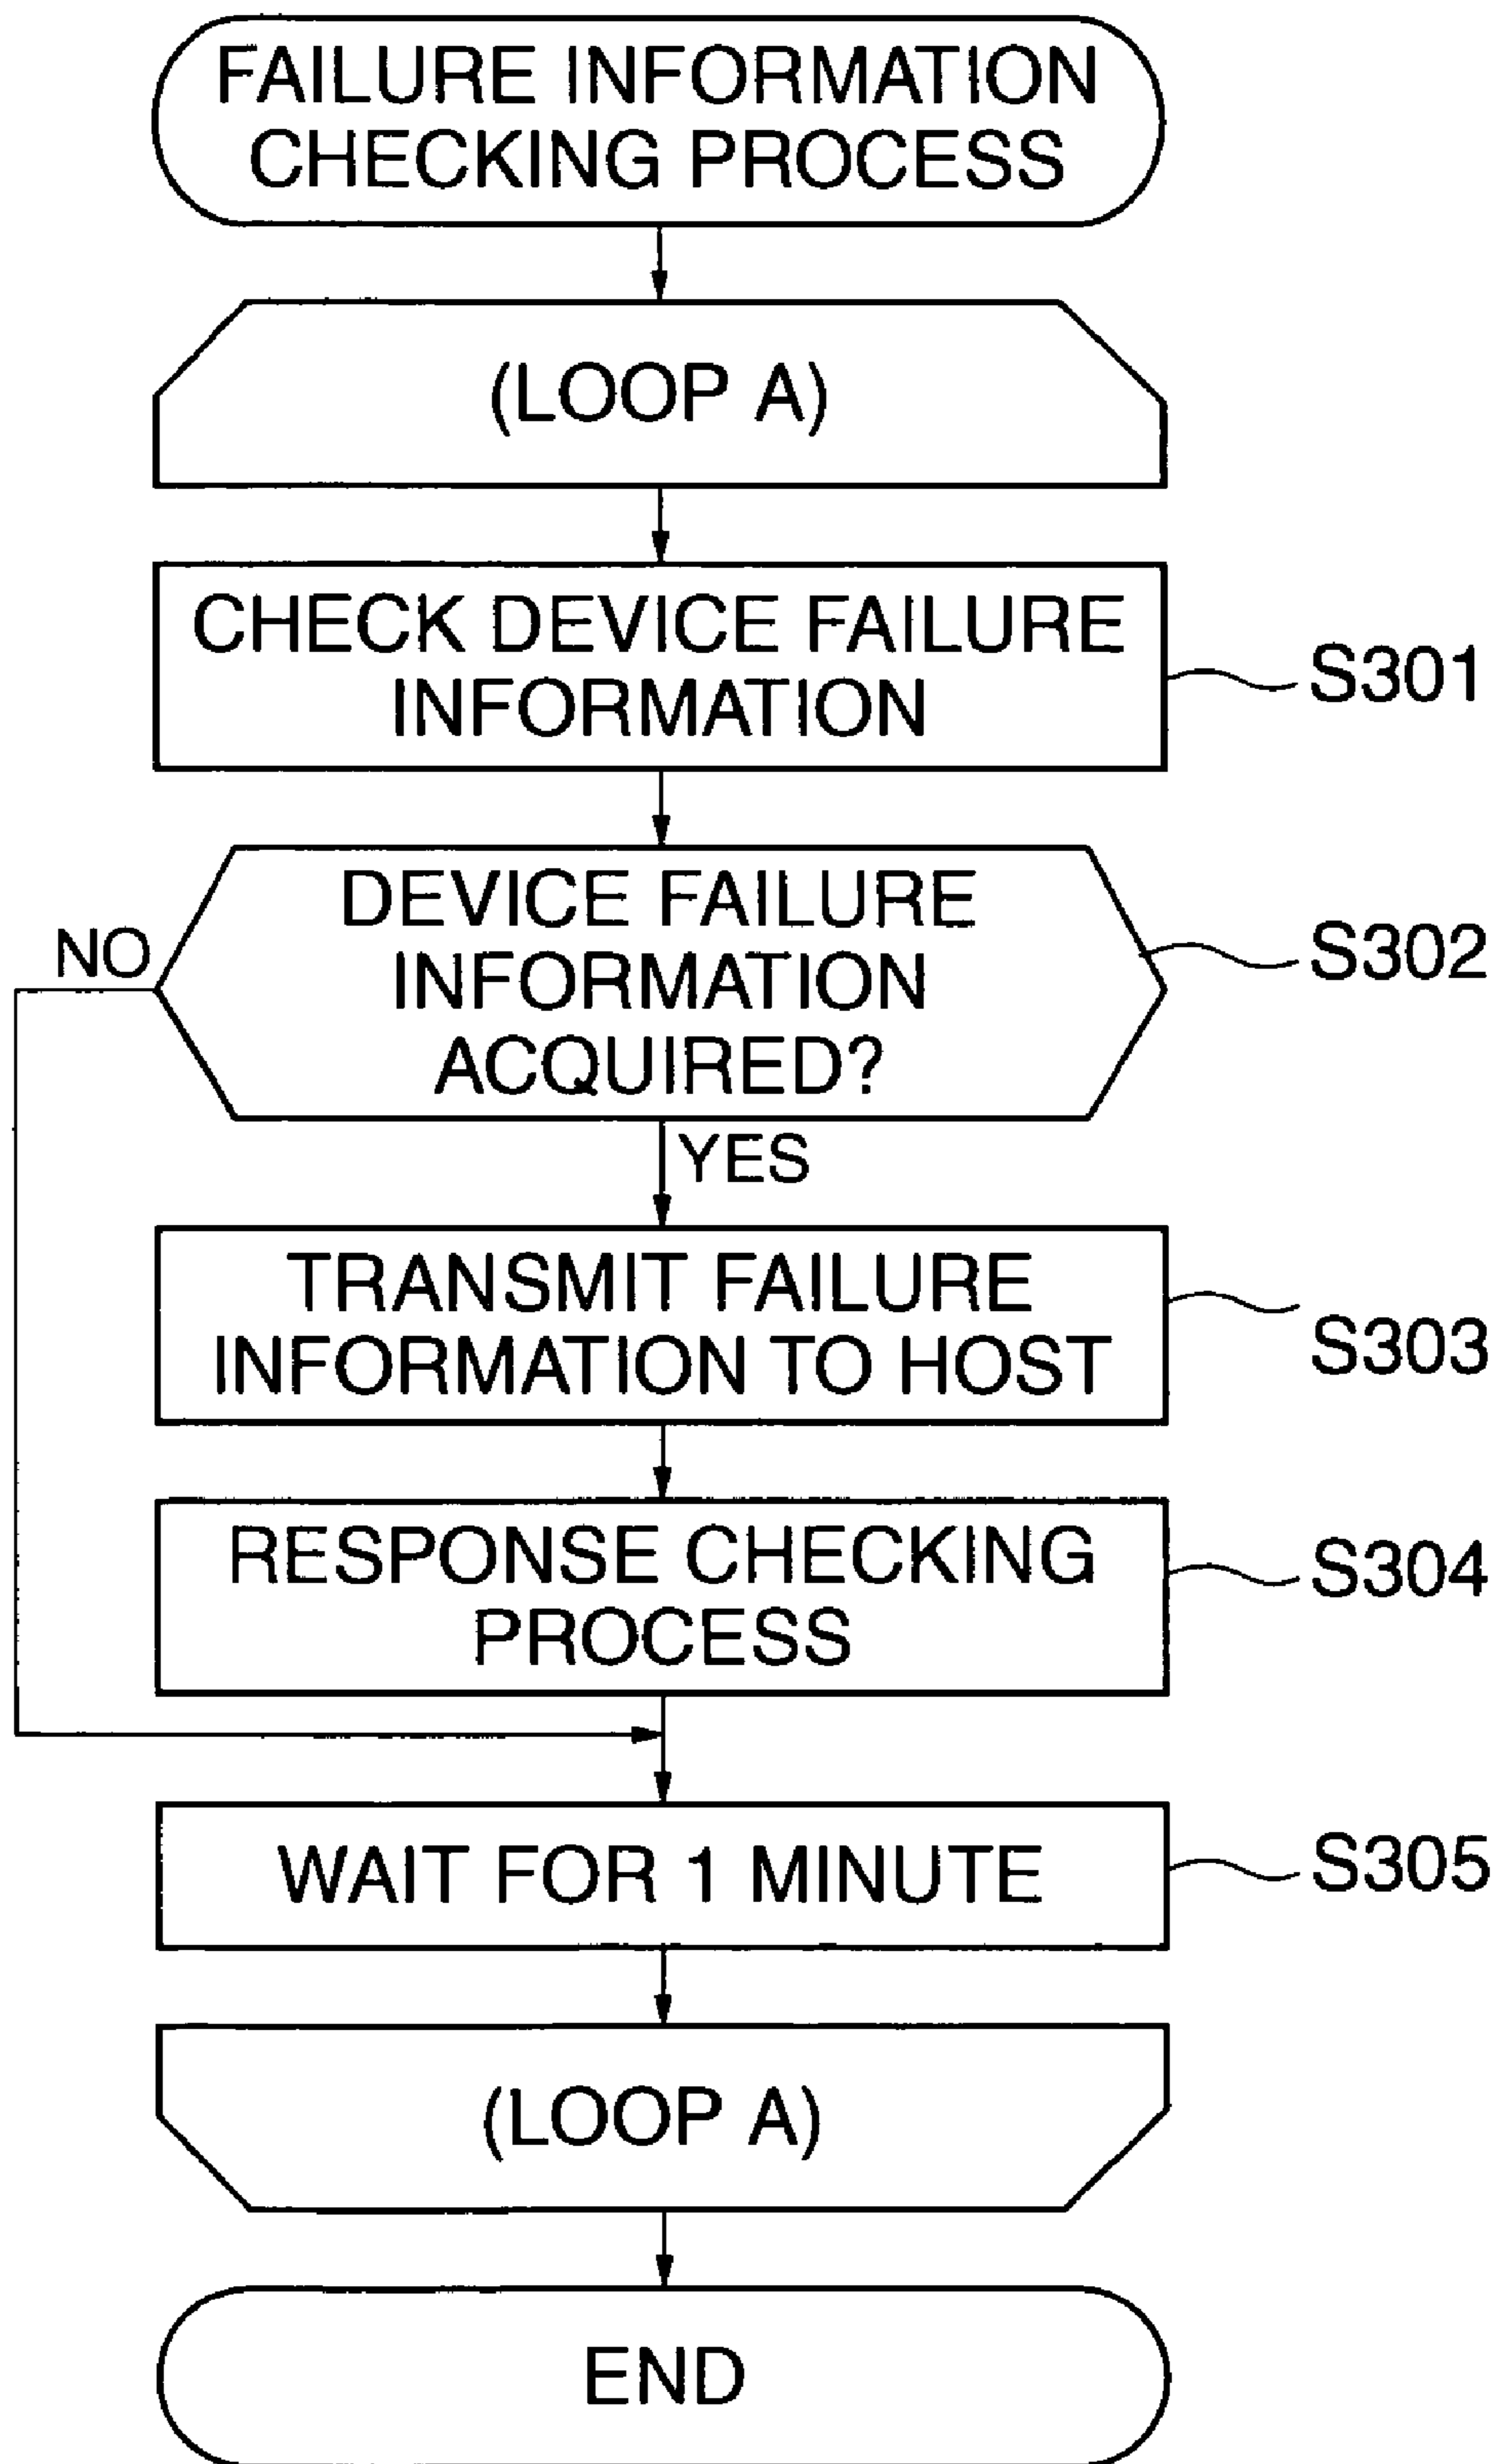 FAILURE INFORMATION
CHECKING PROCESS
(LOOP A)
CHECK DEVICE FAILURE
INFORMATION
S301
DEVICE FAILURE
INFORMATION
ACQUIRED?
S302
NO
YES
TRANSMIT FAILURE
INFORMATION TO HOST
S303
RESPONSE CHECKING
PROCESS
S304
WAIT FOR 1 MINUTE
S305
(LOOP A)
END